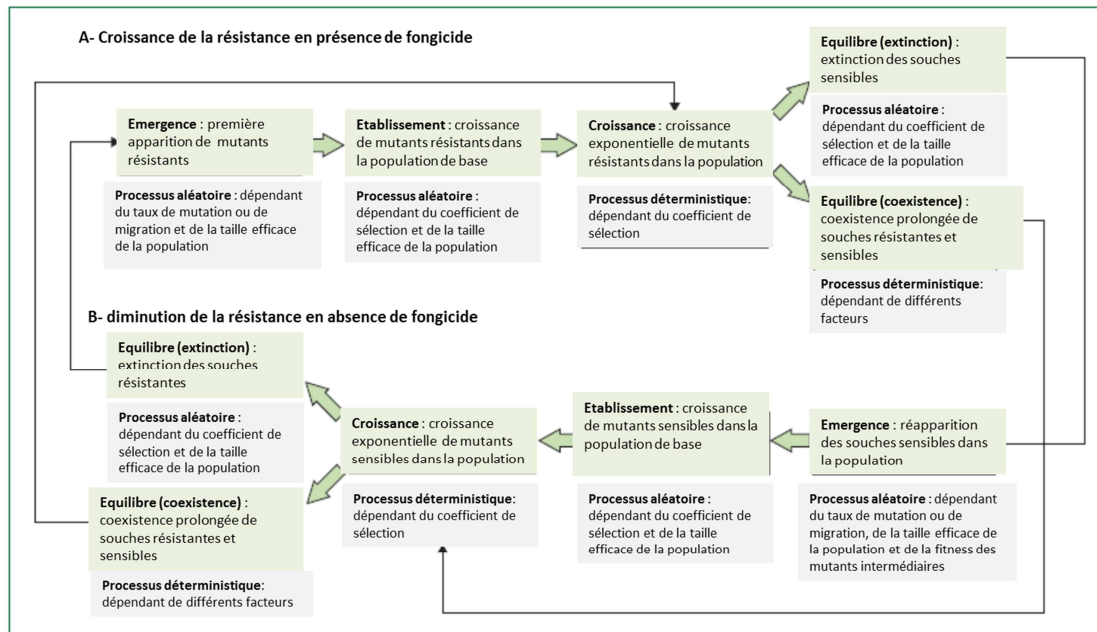 A- Croissance de la résistance en présence de fongicide
Emergence : première
apparition de mutants
résistants
Processus aléatoire : dépendant
du taux de mutation ou de
migration et de la taille efficace
de la population
Etablissement : croissance
de mutants résistants dans
la population de base
Processus aléatoire :
dépendant du coefficient de
sélection et de la taille
efficace de la population
Croissance : croissance
exponentielle de mutants
résistants dans la population
Processus déterministique:
dépendant du coefficient de
sélection
Equilibre (extinction) :
extinction des souches
sensibles
Processus aléatoire :
dépendant du coefficient de
sélection et de la taille
efficace de la population
Equilibre (coexistence) :
coexistence prolongée de
souches résistantes et
sensibles
Processus déterministique:
dépendant de différents
facteurs
B- diminution de la résistance en absence de fongicide
Equilibre (extinction) :
extinction des souches
résistantes
Processus aléatoire :
dépendant du coefficient de
sélection et de la taille
efficace de la population
Equilibre (coexistence) :
coexistence prolongée de
souches résistantes et
sensibles
Processus déterministique:
dépendant de différents facteurs
Croissance : croissance
exponentielle de mutants
sensibles dans la population
Processus déterministique:
dépendant du coefficient de
sélection
Etablissement : croissance
de mutants sensibles dans la
population de base
Processus aléatoire :
dépendant du coefficient de
sélection et de la taille
efficace de la population
Emergence : réapparition
des souches sensibles dans
la population
Processus aléatoire : dépendant
du taux de mutation ou de
migration, de la taille efficace de
la population et de la fitness des
mutants intermédiaires